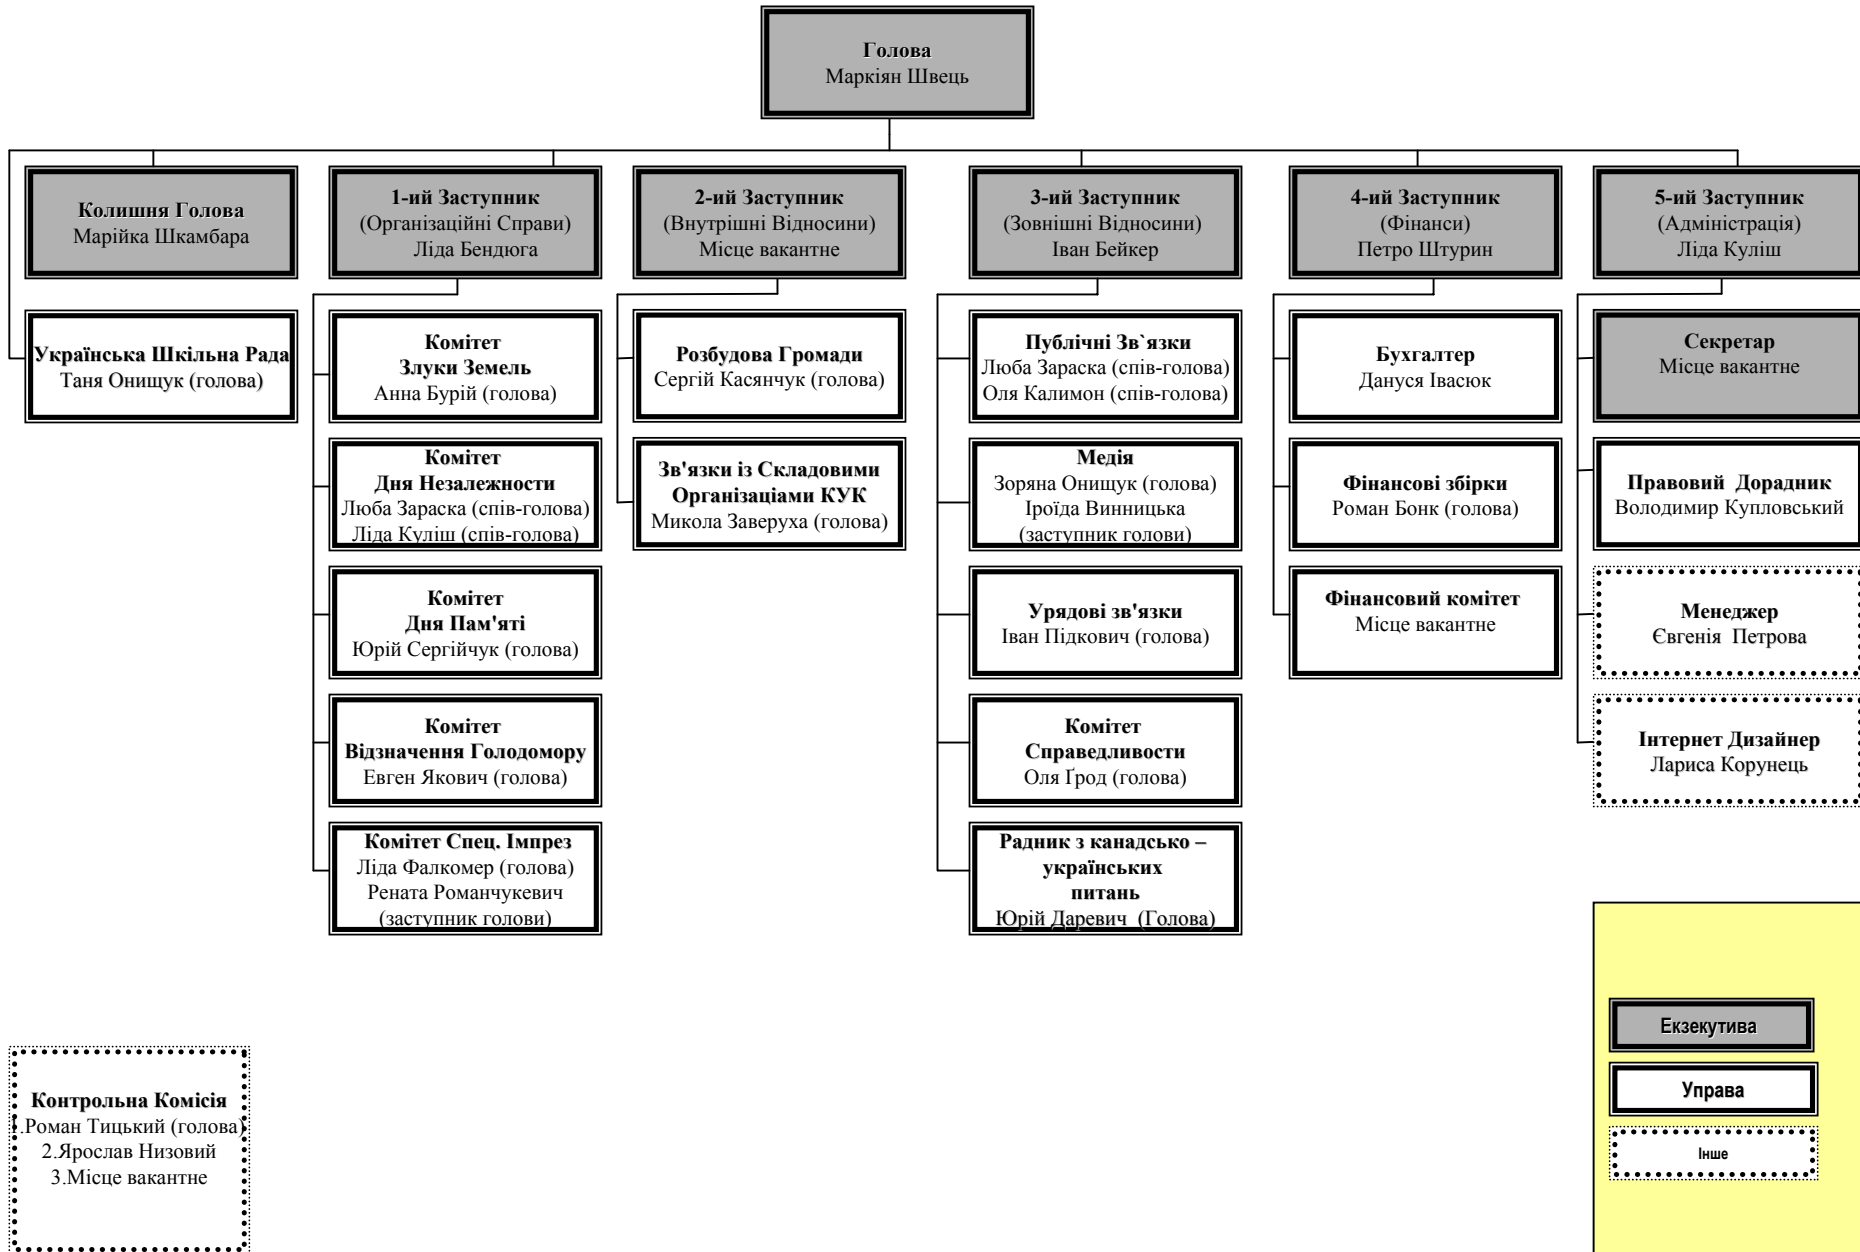 Голова
Маркіян Швець
Колишня Голова
Марійка Шкамбара
1-ий Заступник
(Організаційні Справи)
Ліда Бендюга
2-ий Заступник
(Внутрішні Відносини)
Місце вакантне
3-ий Заступник
(Зовнішні Відносини)
Іван Бейкер
4-ий Заступник
(Фінанси)
Петро Штурин
5-ий Заступник
(Адміністрація)
Ліда Куліш
Українська Шкільна Рада
Таня Онищук (голова)
Комітет
Злуки Земель
Анна Бурій (голова)
Комітет
Дня Незалежности
Люба Зараска (спів-голова)
Ліда Куліш (спів-голова)
Комітет
Дня Пам'яті
Юрій Сергійчук (голова)
Комітет
Відзначення Голодомору
Евген Якович (голова)
Комітет Спец. Імпрез
Ліда Фалкомер (голова)
Рената Романчукевич
(заступник голови)
Розбудова Громади
Сергій Касянчук (голова)
Зв'язки із Складовими
Організаціами КУК
Микола Заверуха (голова)
Публічні Зв`язки
Люба Зараска (спів-голова)
Оля Калимон (спів-голова)
Медія
Зоряна Онищук (голова)
Іроїда Винницька
(заступник голови)
Урядові зв'язки
Іван Підкович (голова)
Комітет
Справедливости
Оля Ґрод (голова)
Радник з канадсько –
українських
питань
Юрій Даревич (Голова)
Бухгалтер
Дануся Івасюк
Фінансові збірки
Роман Бонк (голова)
Фінансовий комітет
Місце вакантне
Секретар
Місце вакантне
Правовий Дорадник
Володимир Купловський
Менеджер
Євгенія Петрова
Інтернет Дизайнер
Лариса Корунець
Контрольна Комісія
1.Роман Тицький (голова)
2.Ярослав Низовий
3.Місце вакантне
Екзекутива
Управа
Інше